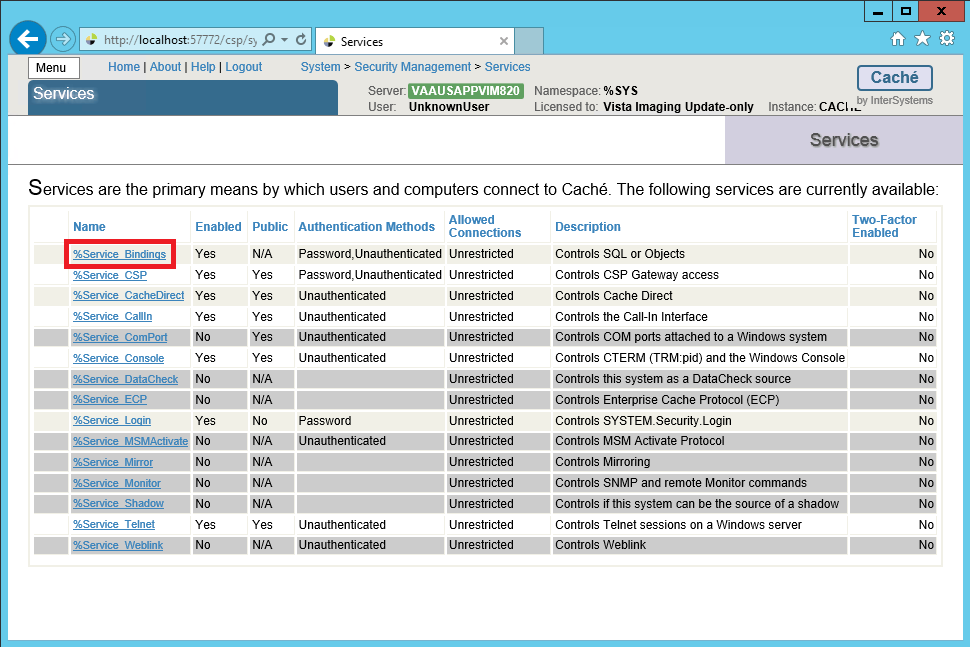 http://localhost:57772/csp/sy
Services
Menu
Home | About | Help | Logout
System > Security Management > Services
Services
Server: VAAUSAPPVIM820 Namespace: %SYS
User: UnknownUser Licensed to: Vista Imaging Update-only Instance:
Caché
by InterSystems
Services
Services are the primary means by which users and computers connect to Caché. The following services are currently available:
Name Enabled Public Authentication Methods Allowed Connections Description Two-Factor Enabled
%Service_Bindings Yes N/A Password,Unauthenticated Unrestricted Controls SQL or Objects No
%Service_CSP Yes Yes Password,Unauthenticated Unrestricted Controls CSP Gateway access No
%Service_CacheDirect Yes Yes Unauthenticated Unrestricted Controls Cache Direct No
%Service_CallIn Yes Yes Unauthenticated Unrestricted Controls the Call-In Interface No
%Service_ComPort No Yes Unauthenticated Unrestricted Controls COM ports attached to a Windows system No
%Service_Console Yes Yes Unauthenticated Unrestricted Controls CTERM (TRM:pid) and the Windows Console No
%Service_DataCheck No N/A Unrestricted Controls this system as a DataCheck source No
%Service_ECP No N/A Unrestricted Controls Enterprise Cache Protocol (ECP) No
%Service_Login Yes No Password Unrestricted Controls SYSTEM.Security.Login No
%Service_MSMActivate No N/A Unauthenticated Unrestricted Controls MSM Activate Protocol No
%Service_Mirror No N/A Unrestricted Controls Mirroring No
%Service_Monitor No N/A Unrestricted Controls SNMP and remote Monitor commands No
%Service_Shadow No N/A Unrestricted Controls if this system can be the source of a shadow No
%Service_Telnet Yes Yes Unauthenticated Unrestricted Controls Telnet sessions on a Windows server No
%Service_Weblink No N/A Unauthenticated Unrestricted Controls Weblink No